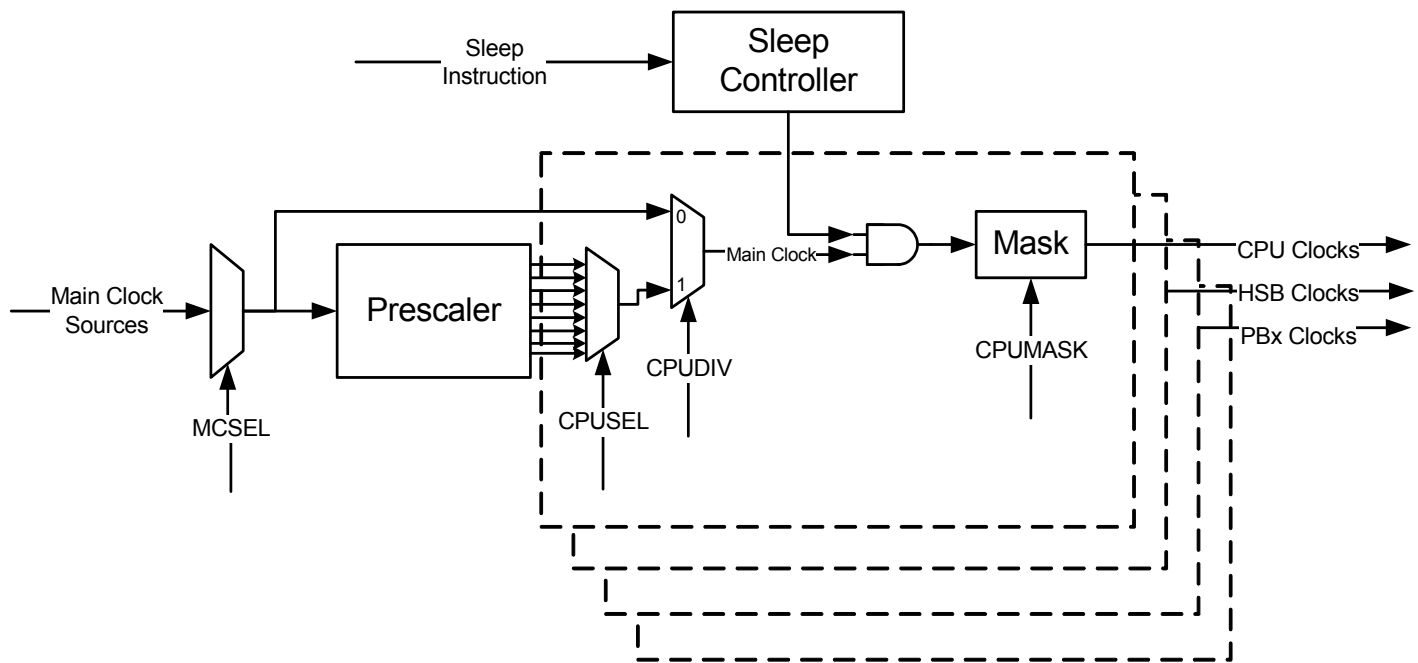 Sleep
Instruction
Sleep
Controller
0
Main Clock
Mask
CPU Clocks
Main Clock
Sources
Prescaler
1
HSB Clocks
PBx Clocks
CPUMASK
CPUDIV
MCSEL
CPUSEL